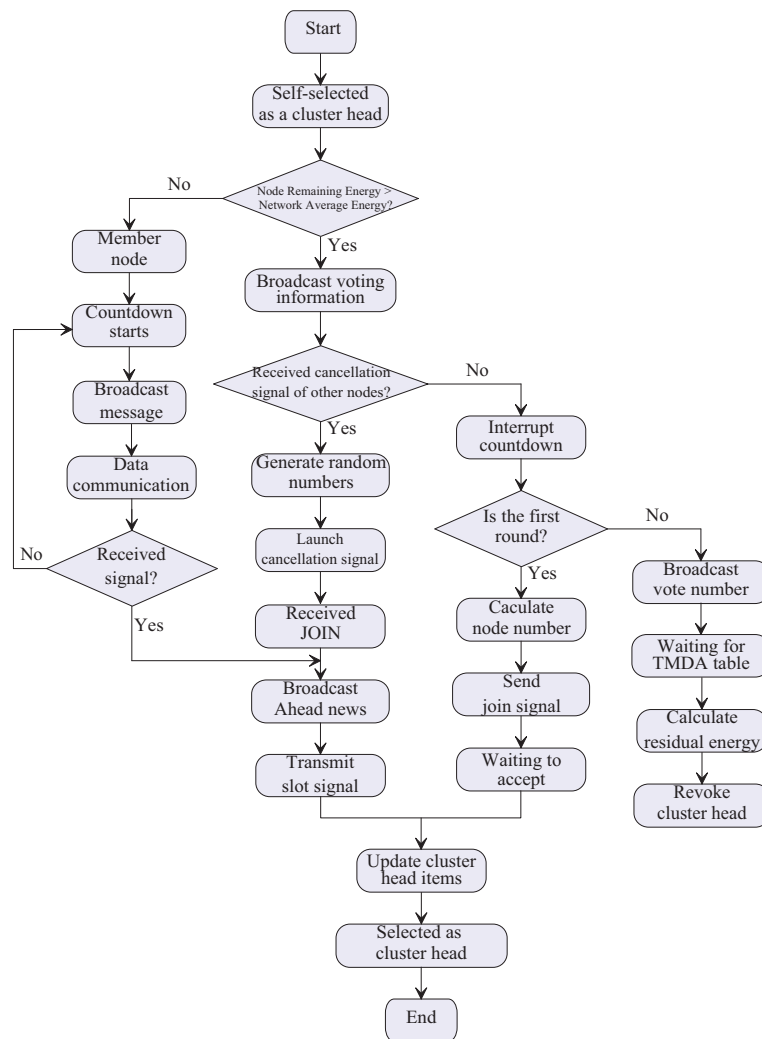 Start
Self-selected
as a cluster head
No
Node Remaining Energy >
Network Average Energy?
Yes
Member
node
Broadcast voting
information
Countdown
starts
Received cancellation
signal of other nodes?
No
Broadcast
message
Yes
Interrupt
countdown
Data
communication
Generate random
numbers
Is the first
round?
No
No
Received
signal?
Launch
cancellation signal
Yes
Broadcast
vote number
Yes
Received
JOIN
Caculate
node number
Waiting for
TMDA table
Broadcast
Ahead news
Send
join signal
Calculate
residual energy
Transmit
slot signal
Waiting to
accept
Revoke
cluster head
Update cluster
head items
Selected as
cluster head
End